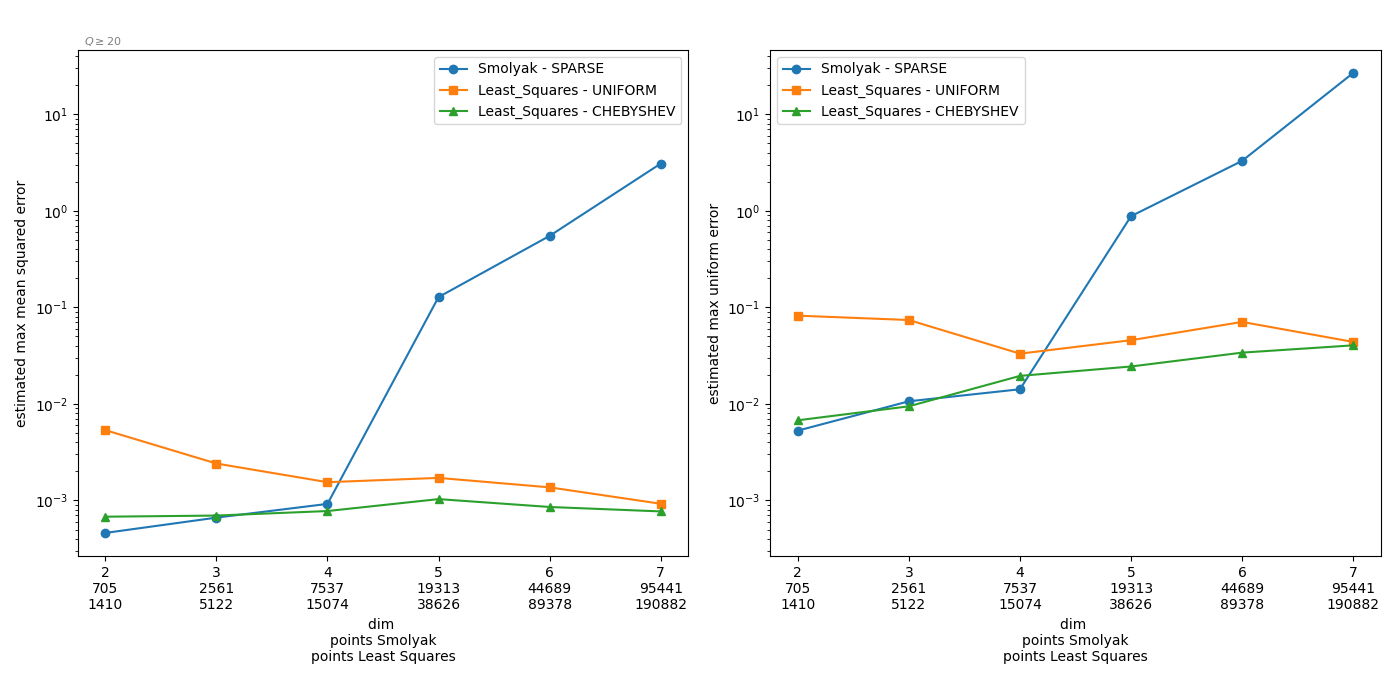 Q ≥ 20
Smolyak - SPARSE
Least_Squares - UNIFORM
Least_Squares - CHEBYSHEV
estimated max mean squared error
10¹
10⁰
10⁻¹
10⁻²
10⁻³
2 3 4 5 6 7
705 2561 7537 19313 44689 95441
1410 5122 15074 38626 89378 190882
dim
points Smolyak
points Least Squares
Smolyak - SPARSE
Least_Squares - UNIFORM
Least_Squares - CHEBYSHEV
estimated max uniform error
10¹
10⁰
10⁻¹
10⁻²
10⁻³
2 3 4 5 6 7
705 2561 7537 19313 44689 95441
1410 5122 15074 38626 89378 190882
dim
points Smolyak
points Least Squares